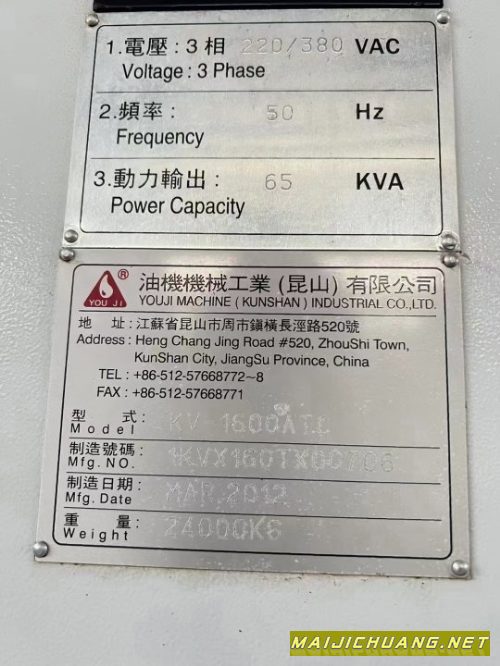 1.電壓:3相 220/380 VAC
Voltage : 3 Phase
2.頻率: 50 Hz
Frequency
3.動力輸出: 65 KVA
Power Capacity
YOU JI ® 油機機械工業(昆山)有限公司
YOUJI MACHINE ( KUNSHAN ) INDUSTRIAL CO.,LTD.
地 址:江蘇省昆山市周市鎮橫長涇路520號
Address : Heng Chang Jing Road #520, ZhouShi Town,
KunShan City, JiangSu Province, China
TEL : +86-512-57668772~8
FAX : +86-512-57668771
型 式: KV-1600ATC
Model
制造號碼:
Mfg. NO.
制造日期: MAR.2012
Mfg. Date
重 量: 24000KG
Weight
MAIJICHUANG.NET